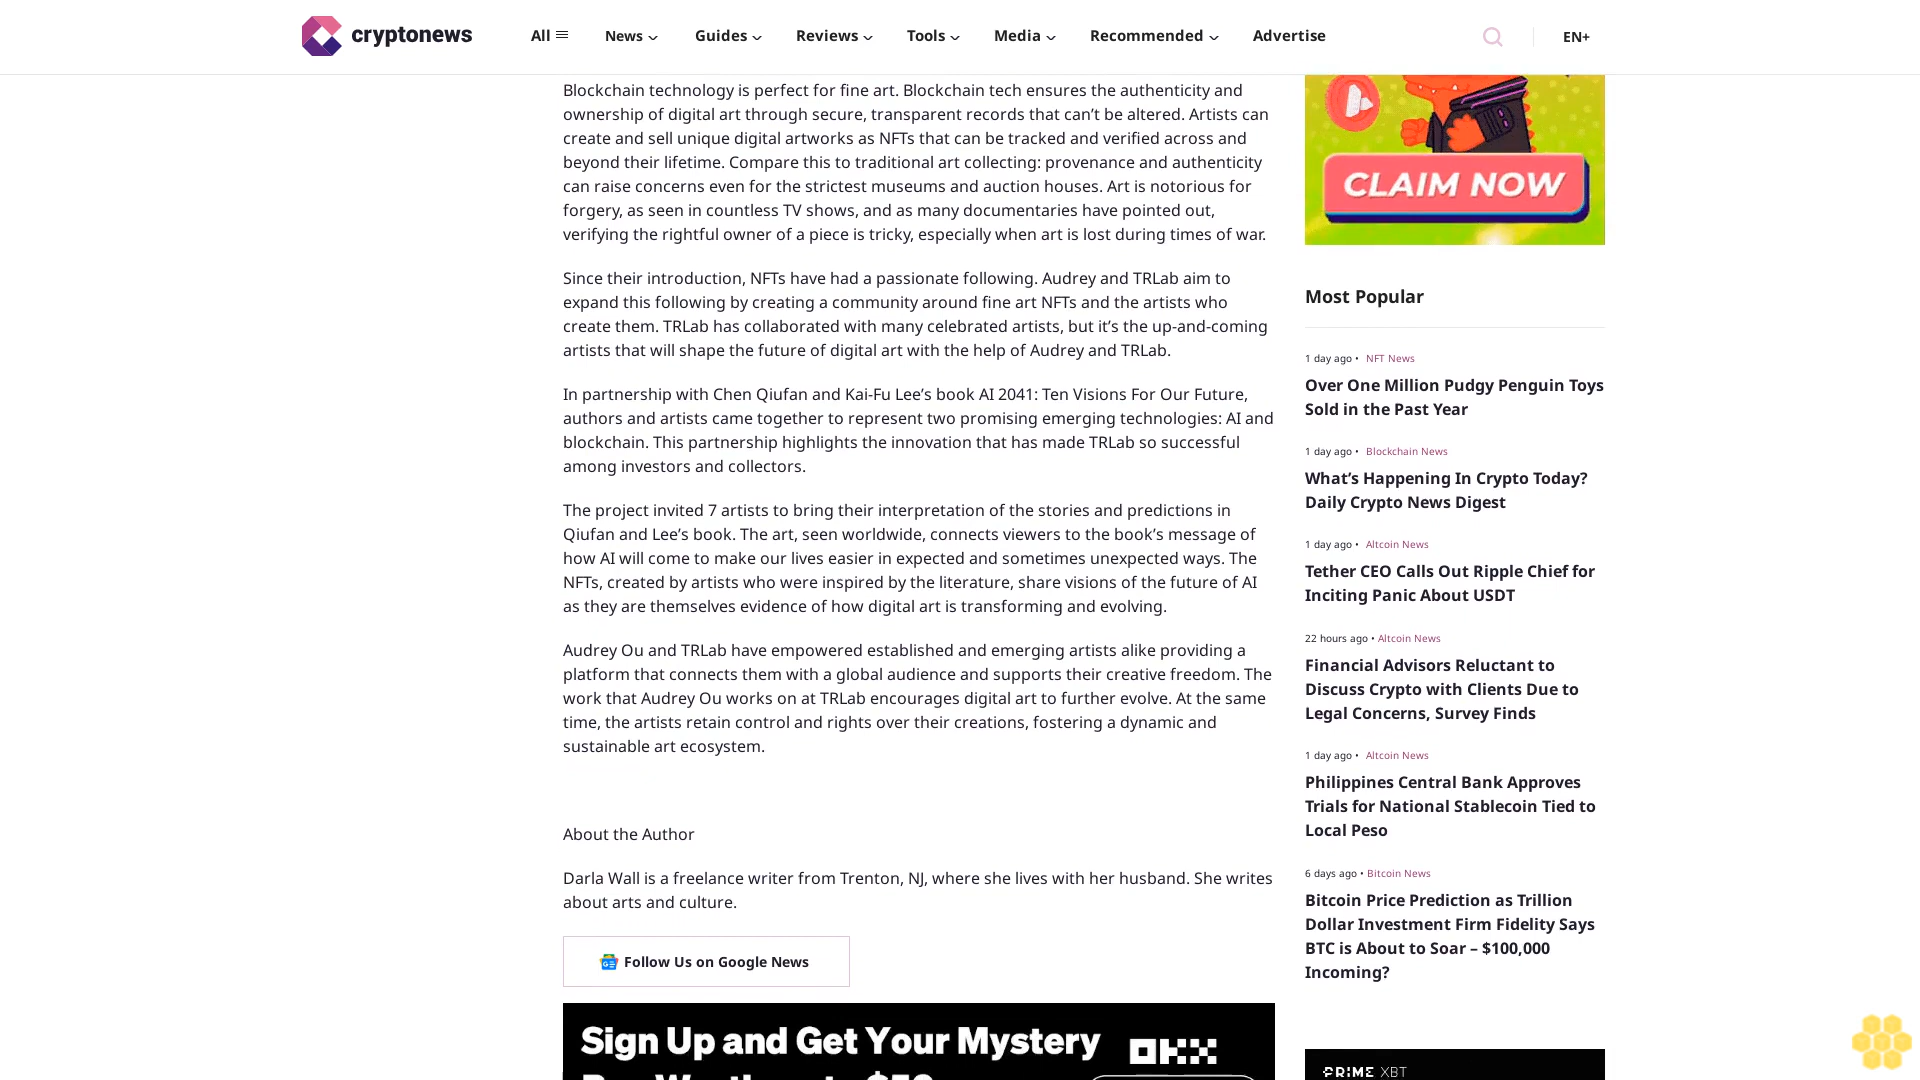 cryptonews
All
News
Guides
Reviews
Tools
Media
Recommended
Advertise
EN+
Blockchain technology is perfect for fine art. Blockchain tech ensures the authenticity and
ownership of digital art through secure, transparent records that can’t be altered. Artists can
create and sell unique digital artworks as NFTs that can be tracked and verified across and
beyond their lifetime. Compare this to traditional art collecting: provenance and authenticity
can raise concerns even for the strictest museums and auction houses. Art is notorious for
forgery, as seen in countless TV shows, and as many documentaries have pointed out,
verifying the rightful owner of a piece is tricky, especially when art is lost during times of war.
Since their introduction, NFTs have had a passionate following. Audrey and TRLab aim to
expand this following by creating a community around fine art NFTs and the artists who
create them. TRLab has collaborated with many celebrated artists, but it’s the up-and-coming
artists that will shape the future of digital art with the help of Audrey and TRLab.
In partnership with Chen Qiufan and Kai-Fu Lee’s book AI 2041: Ten Visions For Our Future,
authors and artists came together to represent two promising emerging technologies: AI and
blockchain. This partnership highlights the innovation that has made TRLab so successful
among investors and collectors.
The project invited 7 artists to bring their interpretation of the stories and predictions in
Qiufan and Lee’s book. The art, seen worldwide, connects viewers to the book’s message of
how AI will come to make our lives easier in expected and sometimes unexpected ways. The
NFTs, created by artists who were inspired by the literature, share visions of the future of AI
as they are themselves evidence of how digital art is transforming and evolving.
Audrey Ou and TRLab have empowered established and emerging artists alike providing a
platform that connects them with a global audience and supports their creative freedom. The
work that Audrey Ou works on at TRLab encourages digital art to further evolve. At the same
time, the artists retain control and rights over their creations, fostering a dynamic and
sustainable art ecosystem.
About the Author
Darla Wall is a freelance writer from Trenton, NJ, where she lives with her husband. She writes
about arts and culture.
Follow Us on Google News
Sign Up and Get Your Mystery
OKX
CLAIM NOW
Most Popular
1 day ago • NFT News
Over One Million Pudgy Penguin Toys
Sold in the Past Year
1 day ago • Blockchain News
What’s Happening In Crypto Today?
Daily Crypto News Digest
1 day ago • Altcoin News
Tether CEO Calls Out Ripple Chief for
Inciting Panic About USDT
22 hours ago • Altcoin News
Financial Advisors Reluctant to
Discuss Crypto with Clients Due to
Legal Concerns, Survey Finds
1 day ago • Altcoin News
Philippines Central Bank Approves
Trials for National Stablecoin Tied to
Local Peso
6 days ago • Bitcoin News
Bitcoin Price Prediction as Trillion
Dollar Investment Firm Fidelity Says
BTC is About to Soar – $100,000
Incoming?
PRIME XBT